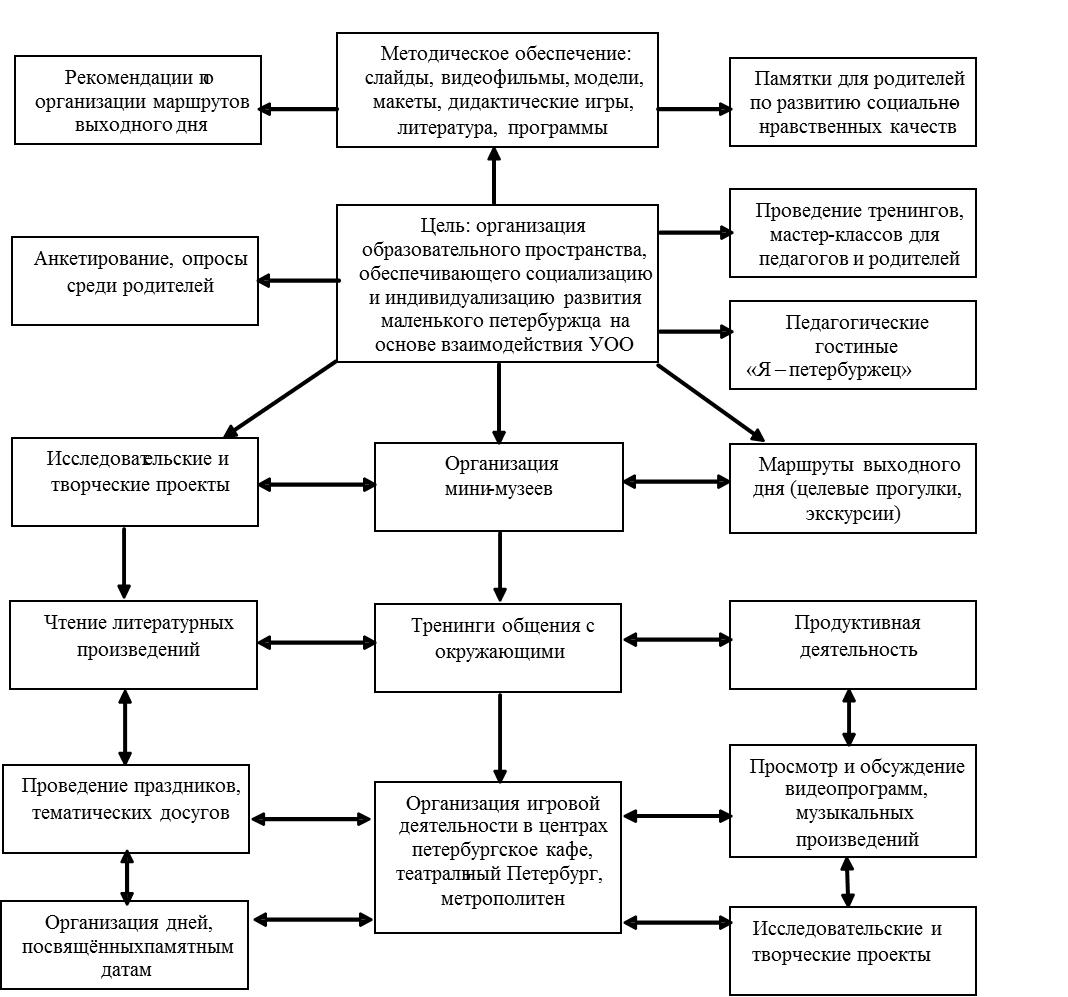 Рекомендации по
организации маршрутов
выходного дня
Методическое обеспечение:
слайды, видеофильмы, модели,
макеты, дидактические игры,
литература, программы
Памятки для родителей
по развитию социально-
нравственных качеств
Анкетирование, опросы
среди родителей
Цель: организация
образовательного пространства,
обеспечивающего социализацию
и индивидуализацию развития
маленького петербуржца на
основе взаимодействия УОО
Проведение тренингов,
мастер-классов для
педагогов и родителей
Педагогические
гостиные
«Я – петербуржец»
Исследовательские и
творческие проекты
Организация
мини-музеев
Маршруты выходного
дня (целевые прогулки,
экскурсии)
Чтение литературных
произведений
Тренинги общения с
окружающими
Продуктивная
деятельность
Проведение праздников,
тематических досугов
Организация игровой
деятельности в центрах
петербургское кафе,
театральный Петербург,
метрополитен
Просмотр и обсуждение
видеопрограмм,
музыкальных
произведений
Организация дней,
посвящённыхпамятным
датам
Исследовательские и
творческие проекты